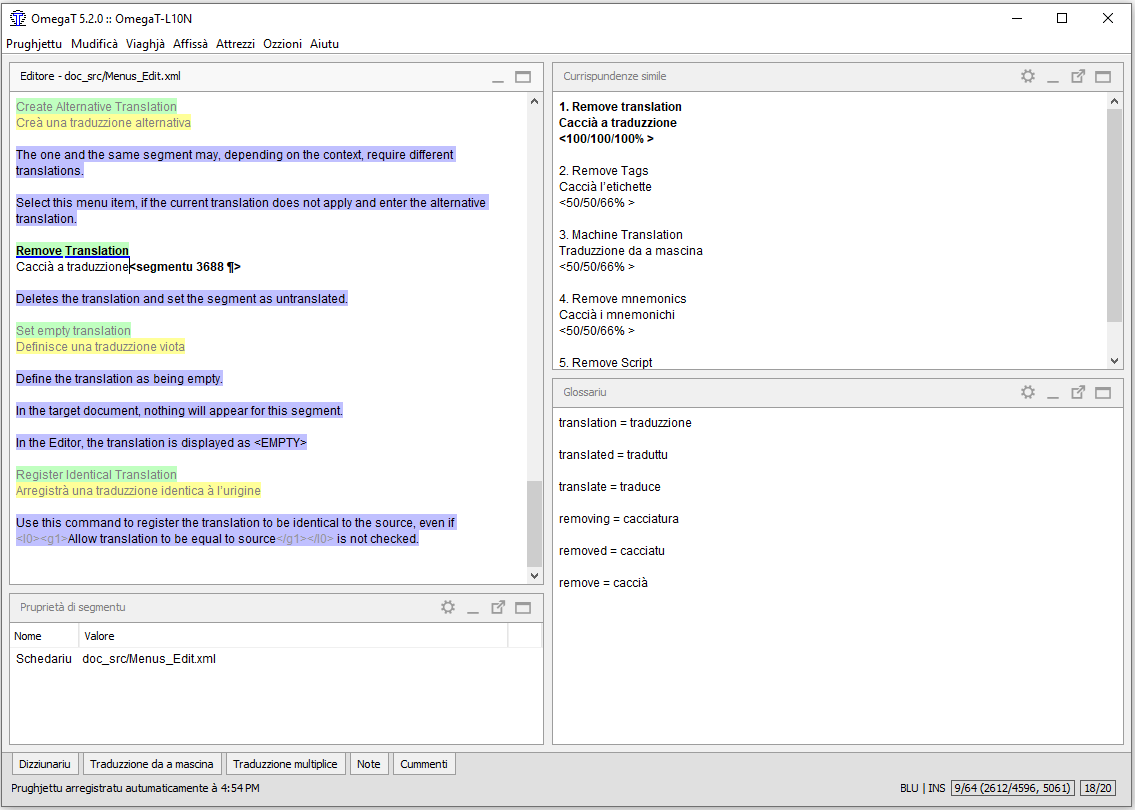 OmegaT 5.2.0 :: OmegaT-L10N
Prughjettu Mudificà Viaghjà Affissà Attrezzi Ozzioni Aiutu
Editore - doc_src/Menus_Edit.xml
Create Alternative Translation
Creà una traduzzione alternativa
The one and the same segment may, depending on the context, require different
translations.
Select this menu item, if the current translation does not apply and enter the alternative
translation.
Remove Translation
Caccià a traduzzione<segmentu 3688 ¶>
Deletes the translation and set the segment as untranslated.
Set empty translation
Definisce una traduzzione viota
Define the translation as being empty.
In the target document, nothing will appear for this segment.
In the Editor, the translation is displayed as <EMPTY>
Register Identical Translation
Arregistrà una traduzzione identica à l'urigine
Use this command to register the translation to be identical to the source, even if
<l0><g1>Allow translation to be equal to source</g1></l0> is not checked.
Pruprietà di segmentu
Nome Valore
Schedariu doc_src/Menus_Edit.xml
Currispundenze simile
1. Remove translation
Caccià a traduzzione
<100/100/100% >
2. Remove Tags
Caccià l'etichette
<50/50/66% >
3. Machine Translation
Traduzzione da a mascina
<50/50/66% >
4. Remove mnemonics
Caccià i mnemonichi
<50/50/66% >
5. Remove Script
Glossariu
translation = traduzzione
translated = traduttu
translate = traduce
removing = cacciatura
removed = cacciatu
remove = caccià
Dizziunariu Traduzzione da a mascina Traduzzione multiplice Note Cummenti
Prughjettu arregistratu autumaticamente à 4:54 PM BLU | INS 9/64 (2612/4596, 5061) 18/20